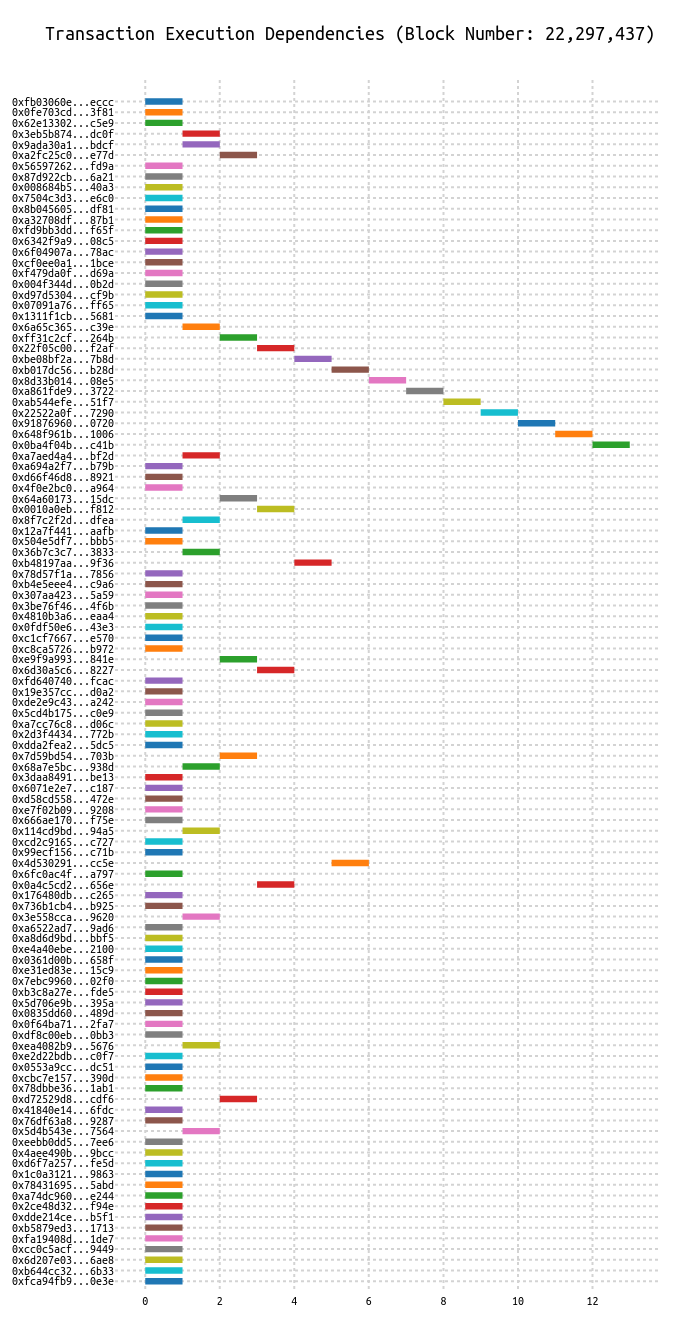 Transaction Execution Dependencies (Block Number: 22,297,437)
0xfb03060e...eccc
0x0fe703cd...3f81
0x62e13302...c5e9
0x3eb5b874...dc0f
0x9ada30a1...bdcf
0xa2fc25c0...e77d
0x56597262...fd9a
0x87d922cb...6a21
0x008684b5...40a3
0x7504c3d3...e6c0
0x8b045605...df81
0xa32708df...87b1
0xfd9bb3dd...f65f
0x6342f9a9...08c5
0x6f04907a...78ac
0xcf0ee0a1...1bce
0xf479da0f...d69a
0x004f344d...0b2d
0xd97d5304...cf9b
0x07091a76...ff65
0x1311f1cb...5681
0x6a65c365...c39e
0xff31c2cf...264b
0x22f05c00...f2af
0xbe08bf2a...7b8d
0xb017dc56...b28d
0x8d33b014...08e5
0xa861fde9...3722
0xab544efe...51f7
0x22522a0f...7290
0x91876960...0720
0x648f961b...1006
0x0ba4f04b...c41b
0xa7aed4a4...bf2d
0xa694a2f7...b79b
0xd66f46d8...8921
0x4f0e2bc0...a964
0x64a60173...15dc
0x0010a0eb...f812
0x8f7c2f2d...dfea
0x12a7f441...aafb
0x504e5df7...bbb5
0x36b7c3c7...3833
0xb48197aa...9f36
0x78d57f1a...7856
0xb4e5eee4...c9a6
0x307aa423...5a59
0x3be76f46...4f6b
0x4810b3a6...eaa4
0x0fdf50e6...43e3
0xc1cf7667...e570
0xc8ca5726...b972
0xe9f9a993...841e
0x6d30a5c6...8227
0xfd640740...fcac
0x19e357cc...d0a2
0xde2e9c43...a242
0x5cd4b175...c0e9
0xa7cc76c8...d06c
0x2d3f4434...772b
0xdda2fea2...5dc5
0x7d59bd54...703b
0x68a7e5bc...938d
0x3daa8491...be13
0x6071e2e7...c187
0xd58cd558...472e
0xe7f02b09...9208
0x666ae170...f75e
0x114cd9bd...94a5
0xcd2c9165...c727
0x99ecf156...c71b
0x4d530291...cc5e
0x6fc0ac4f...a797
0x0a4c5cd2...656e
0x176480db...c265
0x736b1cb4...b925
0x3e558cca...9620
0xa6522ad7...9ad6
0xa8d6d9bd...bbf5
0xe4a40ebe...2100
0x0361d00b...658f
0xe31ed83e...15c9
0x7ebc9960...02f0
0xb3c8a27e...fde5
0x5d706e9b...395a
0x0835dd60...489d
0x0f64ba71...2fa7
0xdf8c00eb...0bb3
0xea4082b9...5676
0xe2d22bdb...c0f7
0x0553a9cc...dc51
0xcbc7e157...390d
0x78dbbe36...1ab1
0xd72529d8...cdf6
0x41840e14...6fdc
0x76df63a8...9287
0x5d4b543e...7564
0xeebb0dd5...7ee6
0x4aee490b...9bcc
0xd6f7a257...fe5d
0x1c0a3121...9863
0x78431695...5abd
0xa74dc960...e244
0x2ce48d32...f94e
0xdde214ce...b5f1
0xb5879ed3...1713
0xfa19408d...1de7
0xcc0c5acf...9449
0x6d207e03...6ae8
0xb644cc32...6b33
0xfca94fb9...0e3e
0 2 4 6 8 10 12